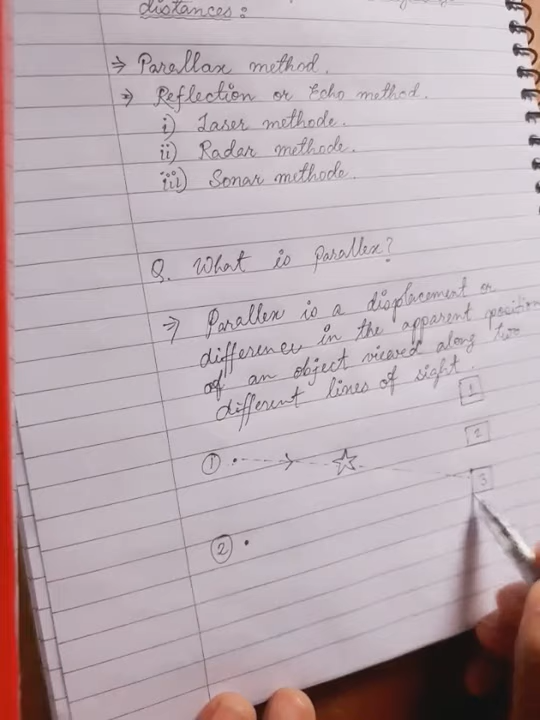 distances:
⇒ Parallax method.
⇒ Reflection or Echo method.
i) Laser methode.
ii) Radar methode.
iii) Sonar methode.
Q. What is parallex?
⇒ Parallex is a displacement or
difference in the apparent position
of an object viewed along two
different lines of sight.
1
2
① 3
②